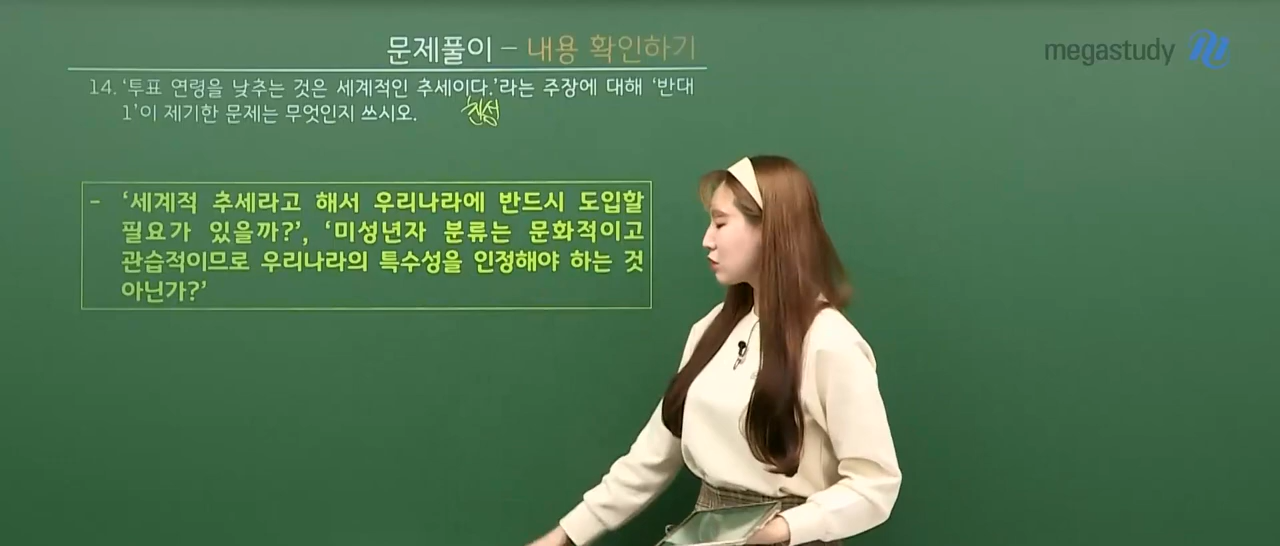 문제풀이 – 내용 확인하기
megastudy
14. ‘투표 연령을 낮추는 것은 세계적인 추세이다.’라는 주장에 대해 ‘반대
1’이 제기한 문제는 무엇인지 쓰시오.
찬성
- ‘세계적 추세라고 해서 우리나라에 반드시 도입할
필요가 있을까?’, ‘미성년자 분류는 문화적이고
관습적이므로 우리나라의 특수성을 인정해야 하는 것
아닌가?’